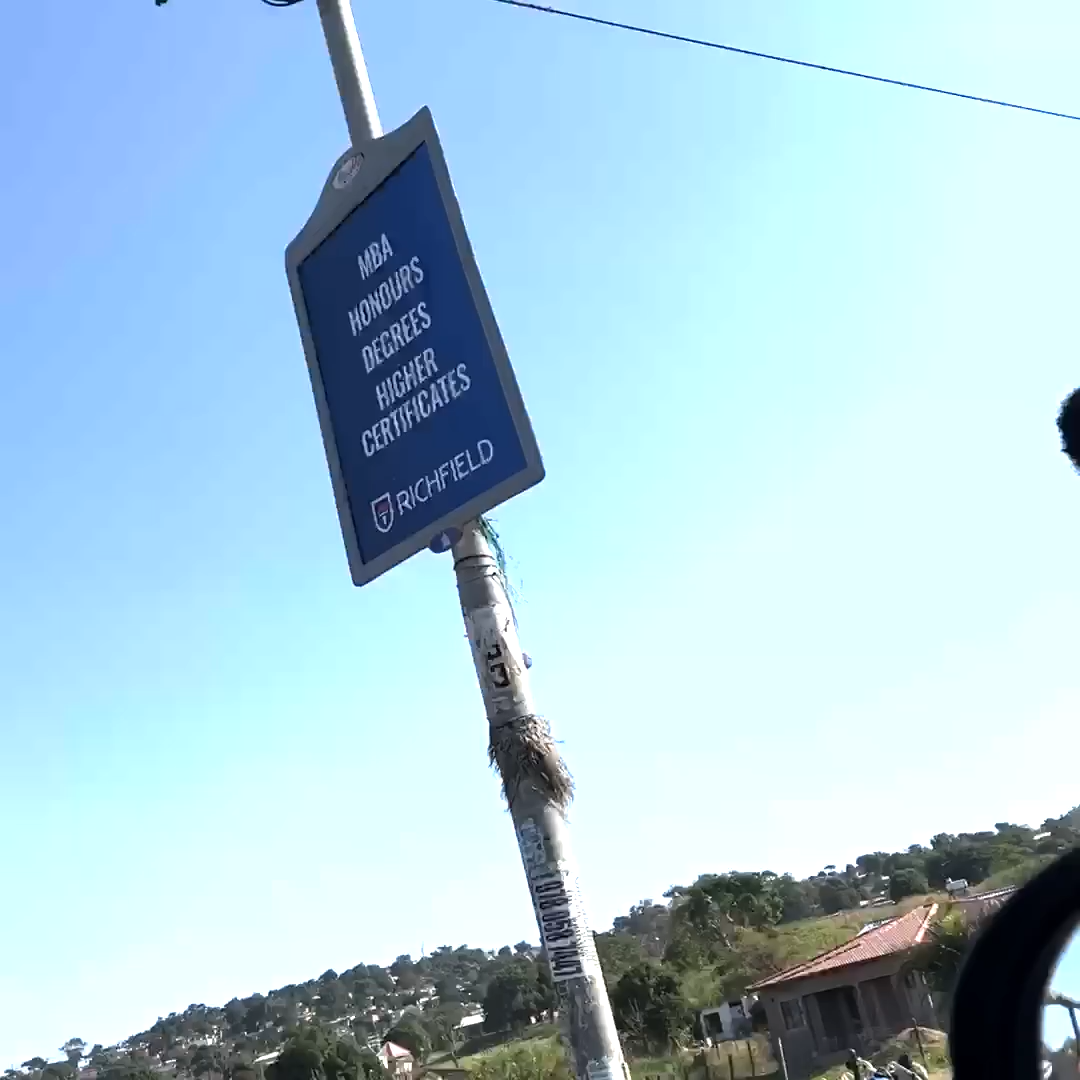 MBA
HONOURS
DEGREES
HIGHER
CERTIFICATES
RICHFIELD